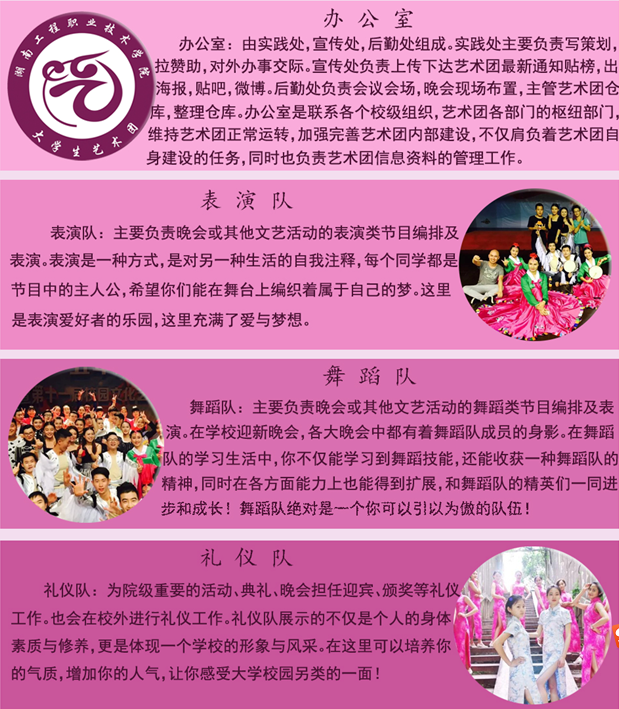 办公室
湖南工程职业技术学院
大学生艺术团
办公室：由实践处，宣传处，后勤处组成。实践处主要负责写策划，
拉赞助，对外办事交际。宣传处负责上传下达艺术团最新通知贴榜，出
海报，贴吧，微博。后勤处负责会议会场，晚会现场布置，主管艺术团仓
库，整理仓库。办公室是联系各个校级组织，艺术团各部门的枢纽部门，
维持艺术团正常运转，加强完善艺术团内部建设，不仅肩负着艺术团自
身建设的任务，同时也负责艺术团信息资料的管理工作。
表演队
表演队：主要负责晚会或其他文艺活动的表演类节目编排及
表演。表演是一种方式，是对另一种生活的自我注释，每个同学都是
节目中的主人公，希望你们能在舞台上编织着属于自己的梦。这里
是表演爱好者的乐园，这里充满了爱与梦想。
舞蹈队
第十一届校园文化
舞蹈队：主要负责晚会或其他文艺活动的舞蹈类节目编排及表
演。在学校迎新晚会，各大晚会中都有着舞蹈队成员的身影。在舞蹈
队的学习生活中，你不仅能学习到舞蹈技能，还能收获一种舞蹈队的
精神，同时在各方面能力上也能得到扩展，和舞蹈队的精英们一同进
步和成长！舞蹈队绝对是一个你可以引以为傲的队伍！
礼仪队
礼仪队：为院级重要的活动、典礼、晚会担任迎宾、颁奖等礼仪
工作。也会在校外进行礼仪工作。礼仪队展示的不仅是个人的身体
素质与修养，更是体现一个学校的形象与风采。在这里可以培养你
的气质，增加你的人气，让你感受大学校园另类的一面！